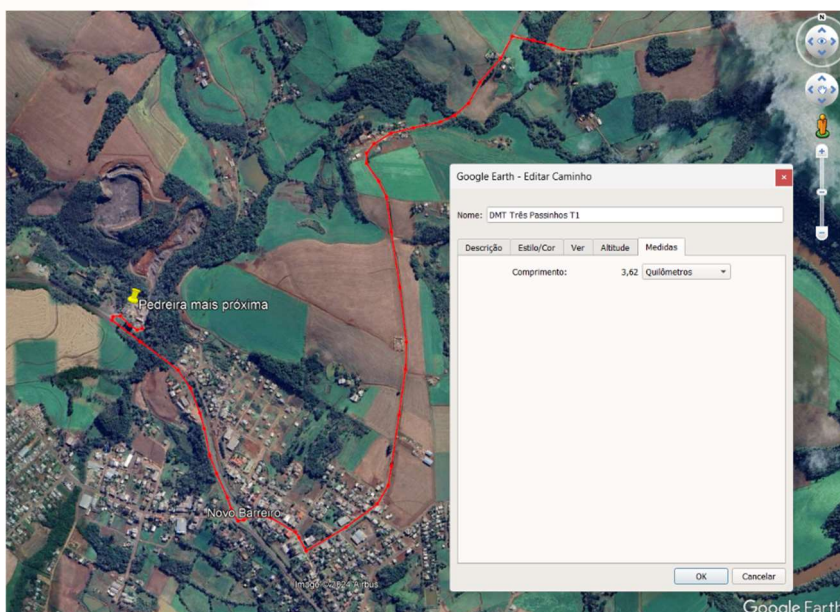 N
Google Earth - Editar Caminho
Nome: DMT Três Passinhos T1
Descrição Estilo/Cor Ver Altitude Medidas
Comprimento: 3,62 Quilômetros
Pedreira mais próxima
Novo Barreiro
OK Cancelar
Image © 2024 Airbus
Google Earth